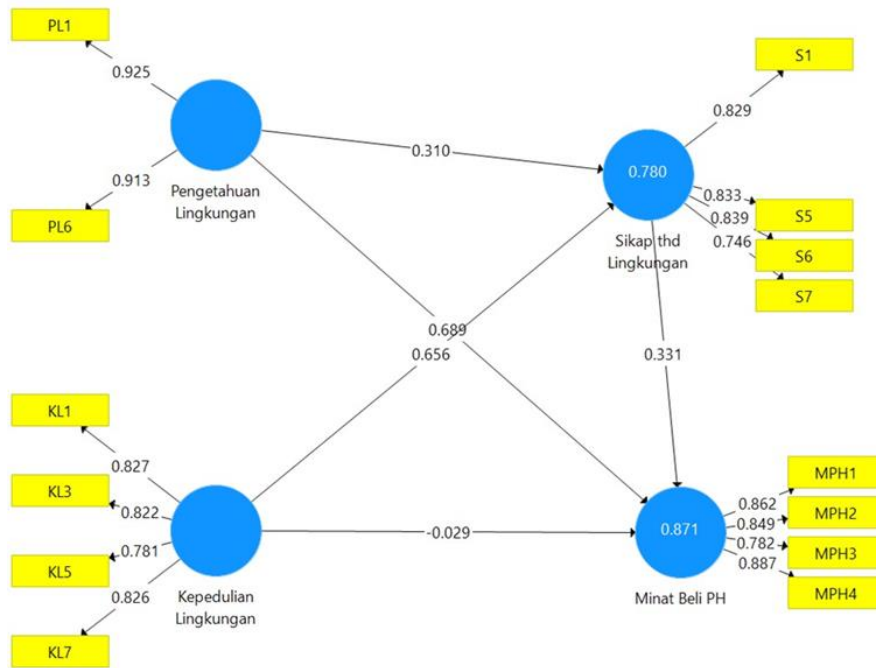 PL1
0.925
0.913
PL6
Pengetahuan
Lingkungan
0.310
S1
0.829
0.780
0.833
0.839
0.746
S5
S6
S7
Sikap thd
Lingkungan
0.689
0.656
0.331
KL1
0.827
KL3
0.822
KL5
0.781
0.826
KL7
Kepedulian
Lingkungan
-0.029
0.871
Minat Beli PH
0.862
0.849
0.782
0.887
MPH1
MPH2
MPH3
MPH4